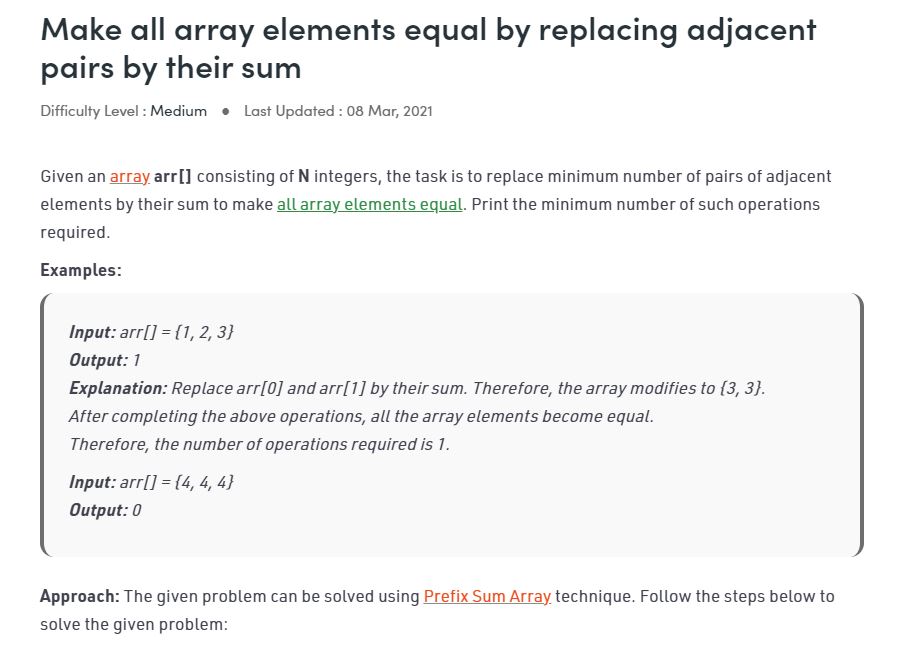 Make all array elements equal by replacing adjacent
pairs by their sum
Difficulty Level : Medium ● Last Updated : 08 Mar, 2021
Given an array arr[] consisting of N integers, the task is to replace minimum number of pairs of adjacent
elements by their sum to make all array elements equal. Print the minimum number of such operations
required.
Examples:
Input: arr[] = {1, 2, 3}
Output: 1
Explanation: Replace arr[0] and arr[1] by their sum. Therefore, the array modifies to {3, 3}.
After completing the above operations, all the array elements become equal.
Therefore, the number of operations required is 1.
Input: arr[] = {4, 4, 4}
Output: 0
Approach: The given problem can be solved using Prefix Sum Array technique. Follow the steps below to
solve the given problem: